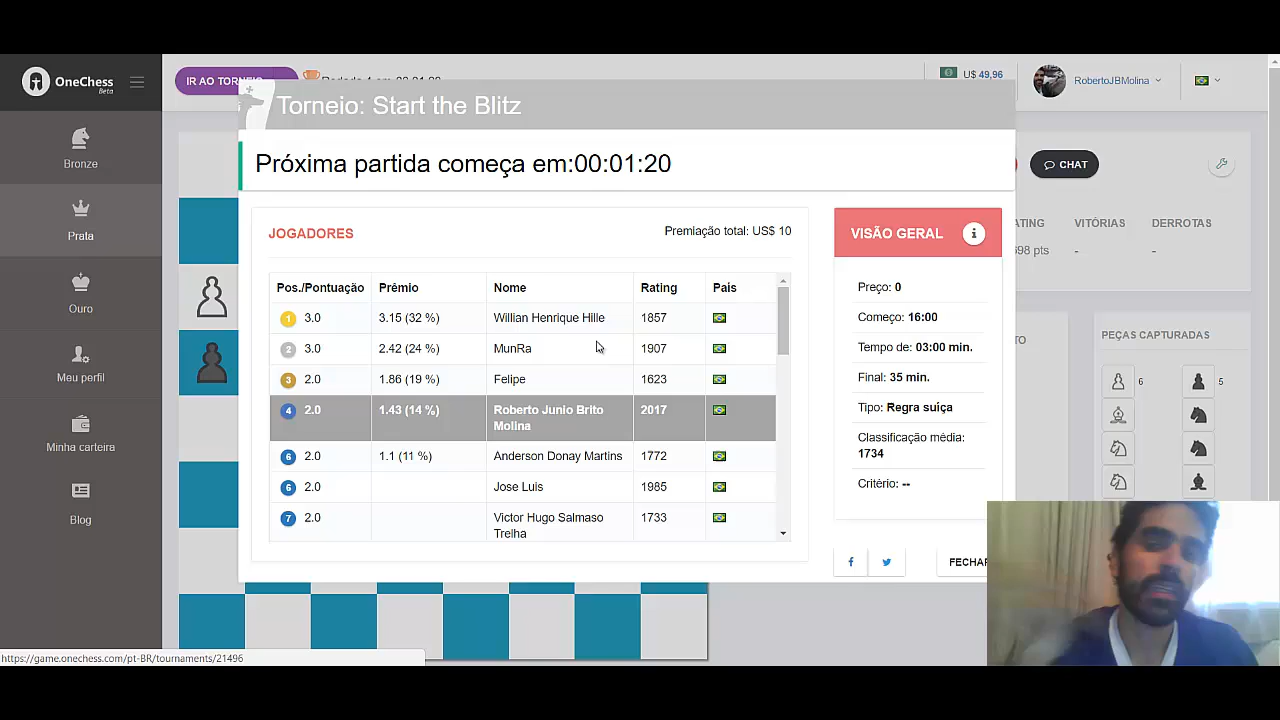 OneChess
Beta
IR AO TORNEIO
U$ 49,96
RobertoJBMolina
Torneio: Start the Blitz
Próxima partida começa em:00:01:20
CHAT
Bronze
Prata
Ouro
Meu perfil
Minha carteira
Blog
JOGADORES
Premiação total: US$ 10
Pos./Pontuação Prêmio Nome Rating Pais
1 3.0 3.15 (32 %) Willian Henrique Hille 1857
2 3.0 2.42 (24 %) MunRa 1907
3 2.0 1.86 (19 %) Felipe 1623
4 2.0 1.43 (14 %) Roberto Junio Brito 2017
Molina
6 2.0 1.1 (11 %) Anderson Donay Martins 1772
6 2.0 Jose Luis 1985
7 2.0 Victor Hugo Salmaso 1733
Trelha
VISÃO GERAL
Preço: 0
Começo: 16:00
Tempo de: 03:00 min.
Final: 35 min.
Tipo: Regra suíça
Classificação média:
1734
Critério: --
FECHAR
ATING VITÓRIAS DERROTAS
698 pts - -
TO
PEÇAS CAPTURADAS
6 5
https://game.onechess.com/pt-BR/tournaments/21496